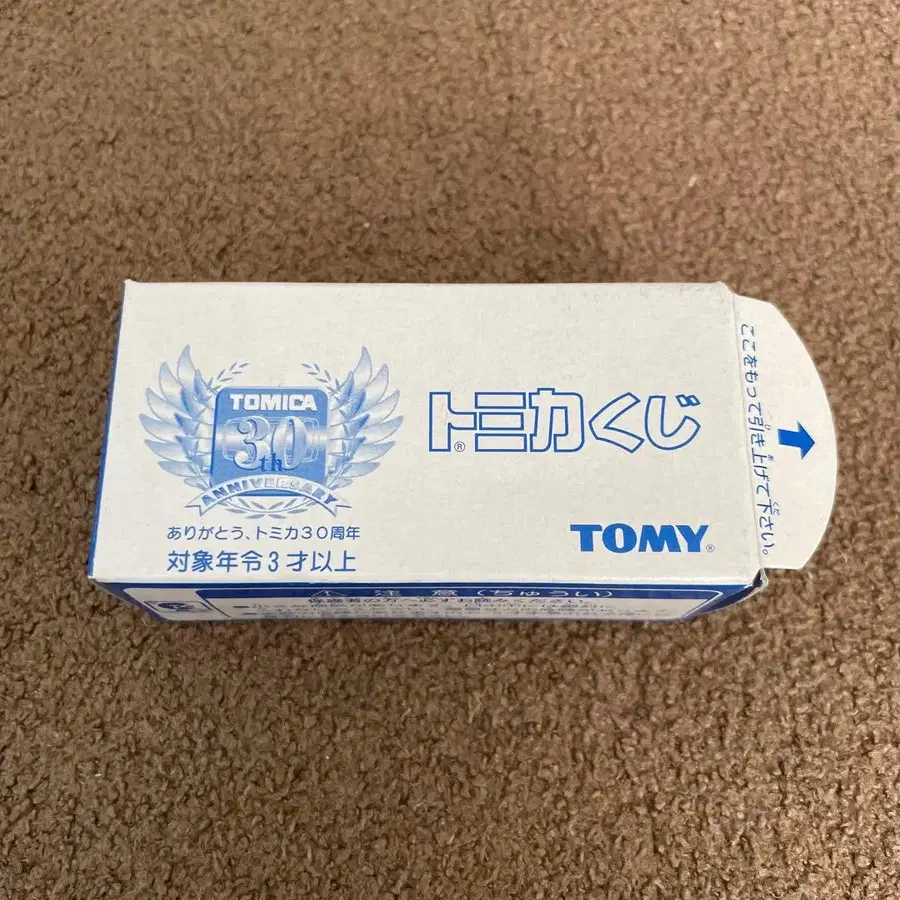 TOMICA
30th
ANNIVERSARY
ありがとう、トミカ30周年
対象年令3才以上
トミカくじ®
TOMY®
ここをもって引き上げて下さい。
注意(ちゅうい)